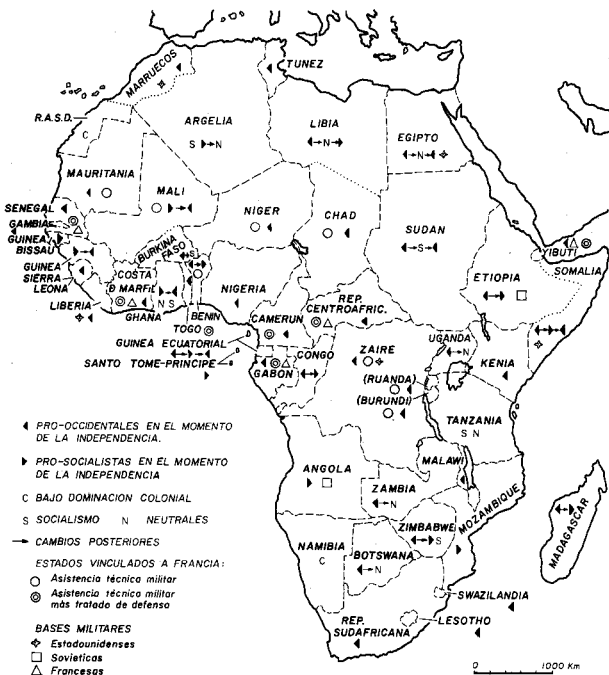 TUNEZ
MARRUECOS
R.A.S.D.
C
ARGELIA
S N
LIBIA
N
EGIPTO
N
MAURITANIA
MALI
NIGER
CHAD
SUDAN
S
SENEGAL
GAMBIA
GUINEA
BISSAU
GUINEA
SIERRA
LEONA
LIBERIA
BURKINA
FASO
S
COSTA
D MARFIL
N S
GHANA
BENIN
TOGO
NIGERIA
CAMERUN
REP.
CENTROAFRIC.
ETIOPIA
YIBUTI
SOMALIA
GUINEA ECUATORIAL
SANTO TOME-PRINCIPE
GABON
CONGO
ZAIRE
(RUANDA)
(BURUNDI)
UGANDA
N
KENIA
TANZANIA
S N
ANGOLA
ZAMBIA
N
MALAWI
MOZAMBIQUE
MADAGASCAR
ZIMBABWE
S
NAMIBIA
C
BOTSWANA
N
SWAZILANDIA
LESOTHO
REP.
SUDAFRICANA
PRO-OCCIDENTALES EN EL MOMENTO
DE LA INDEPENDENCIA.
PRO-SOCIALISTAS EN EL MOMENTO
DE LA INDEPENDENCIA
C BAJO DOMINACION COLONIAL
S SOCIALISMO N NEUTRALES
CAMBIOS POSTERIORES
ESTADOS VINCULADOS A FRANCIA:
Asistencia técnico militar
Asistencia técnico militar
más tratado de defensa
BASES MILITARES
Estadounidenses
Sovieticas
Francesas
0 1000 Km